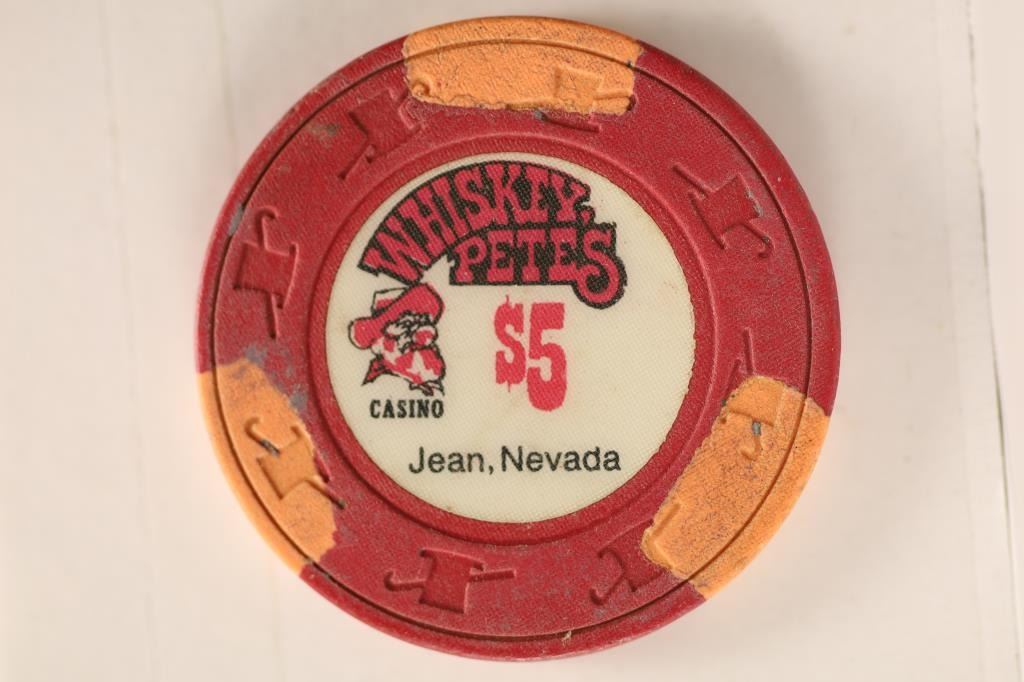 WHISKEY,
PETES
$5
CASINO
Jean, Nevada